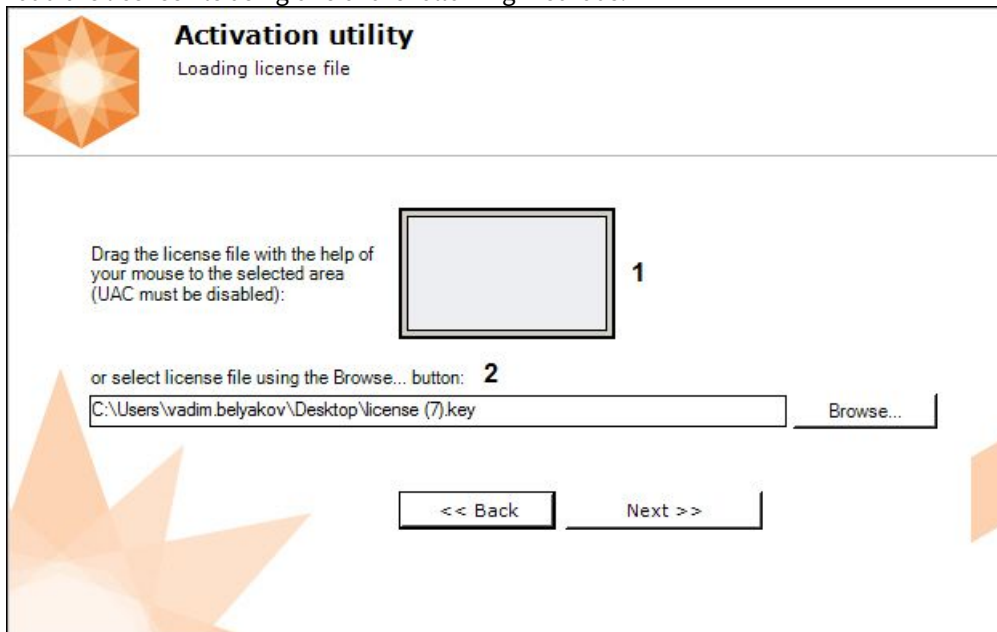 Activation utility
Loading license file
Drag the license file with the help of
your mouse to the selected area
(UAC must be disabled):
1
or select license file using the Browse... button: 2
C:\Users\vadim.belyakov\Desktop\license (7).key
Browse...
<< Back
Next >>